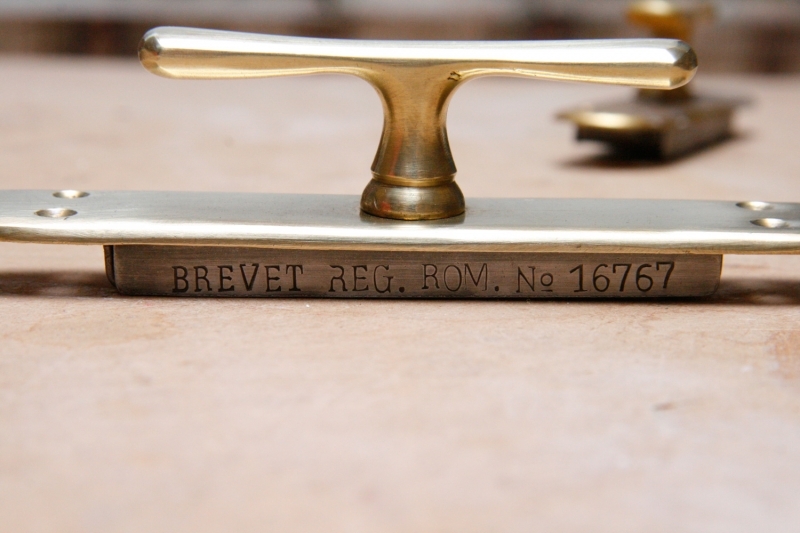 BREVET REG. ROM. No 16767